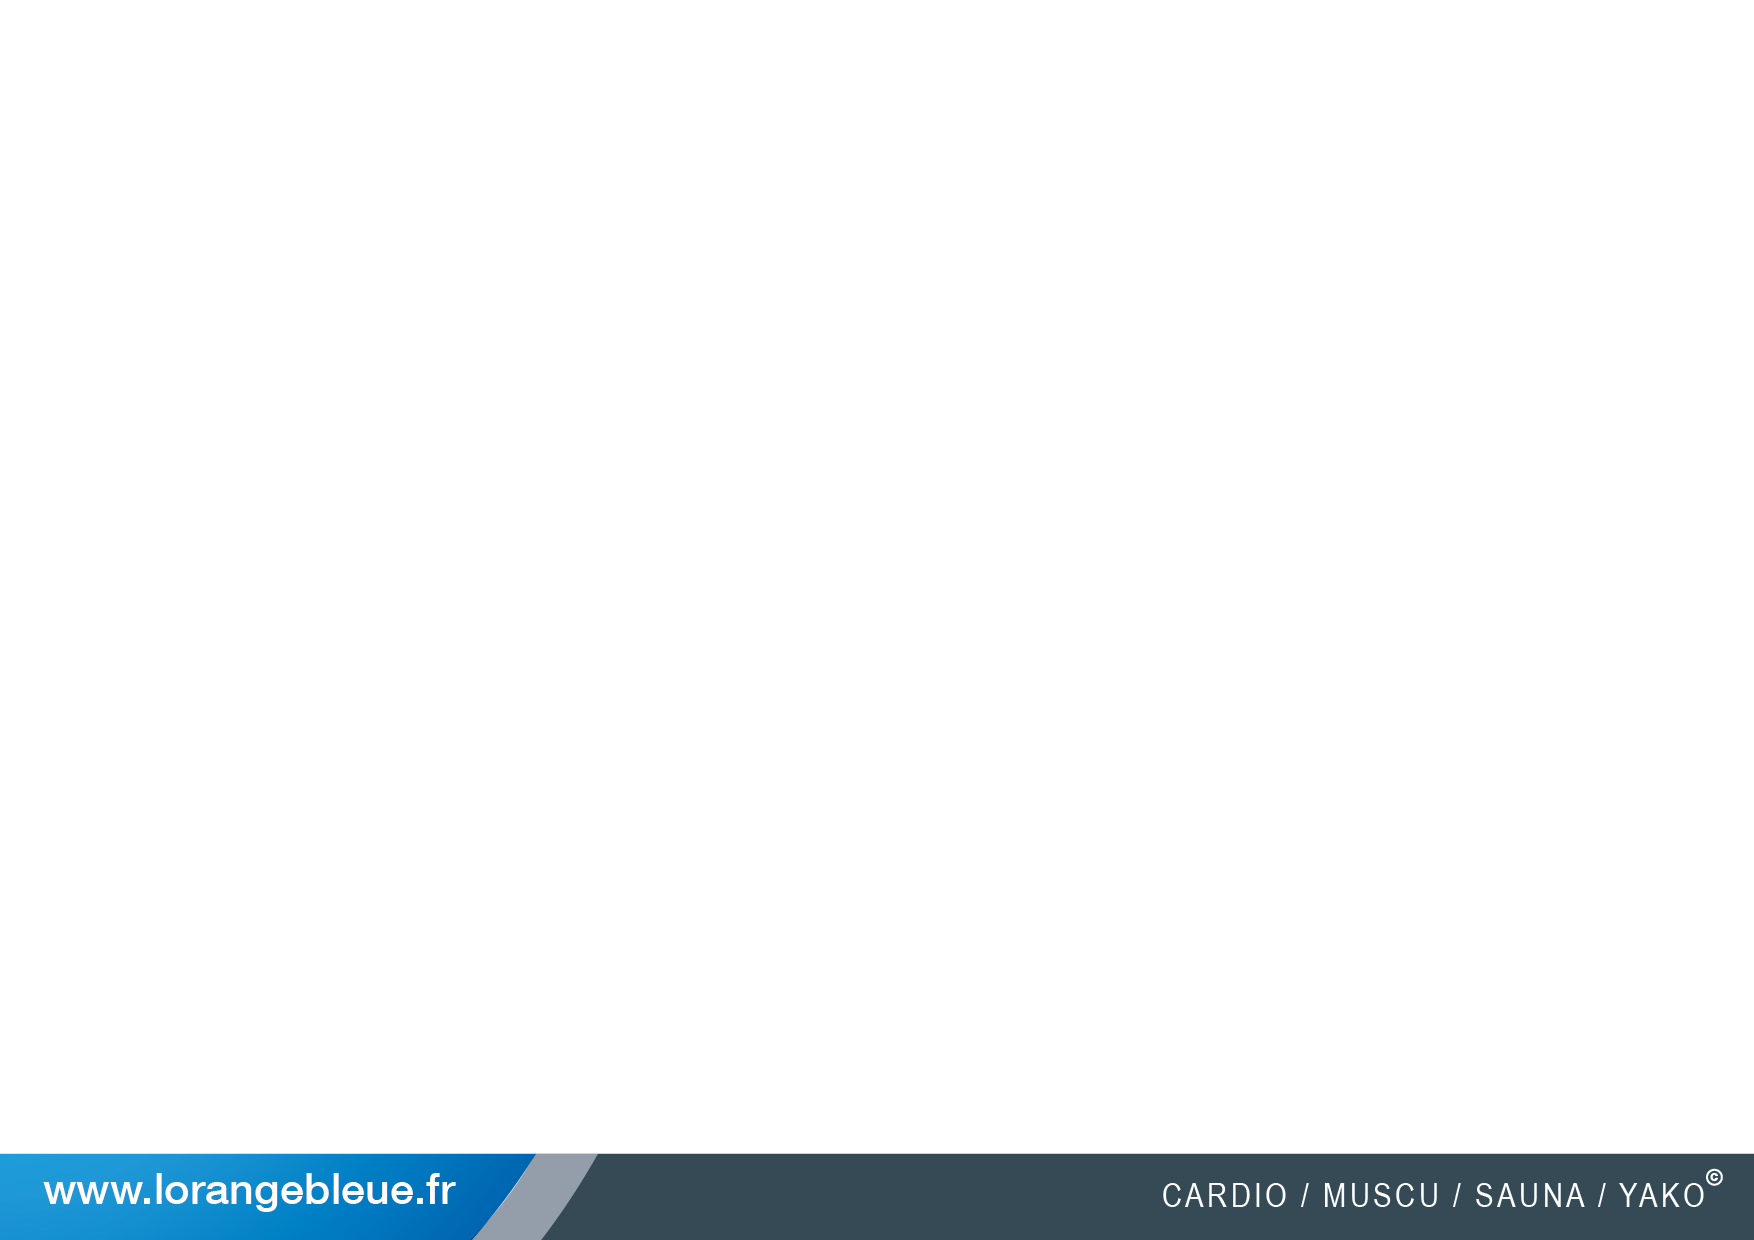 www.lorangebleue.fr
CARDIO / MUSCU / SAUNA / YAKO©